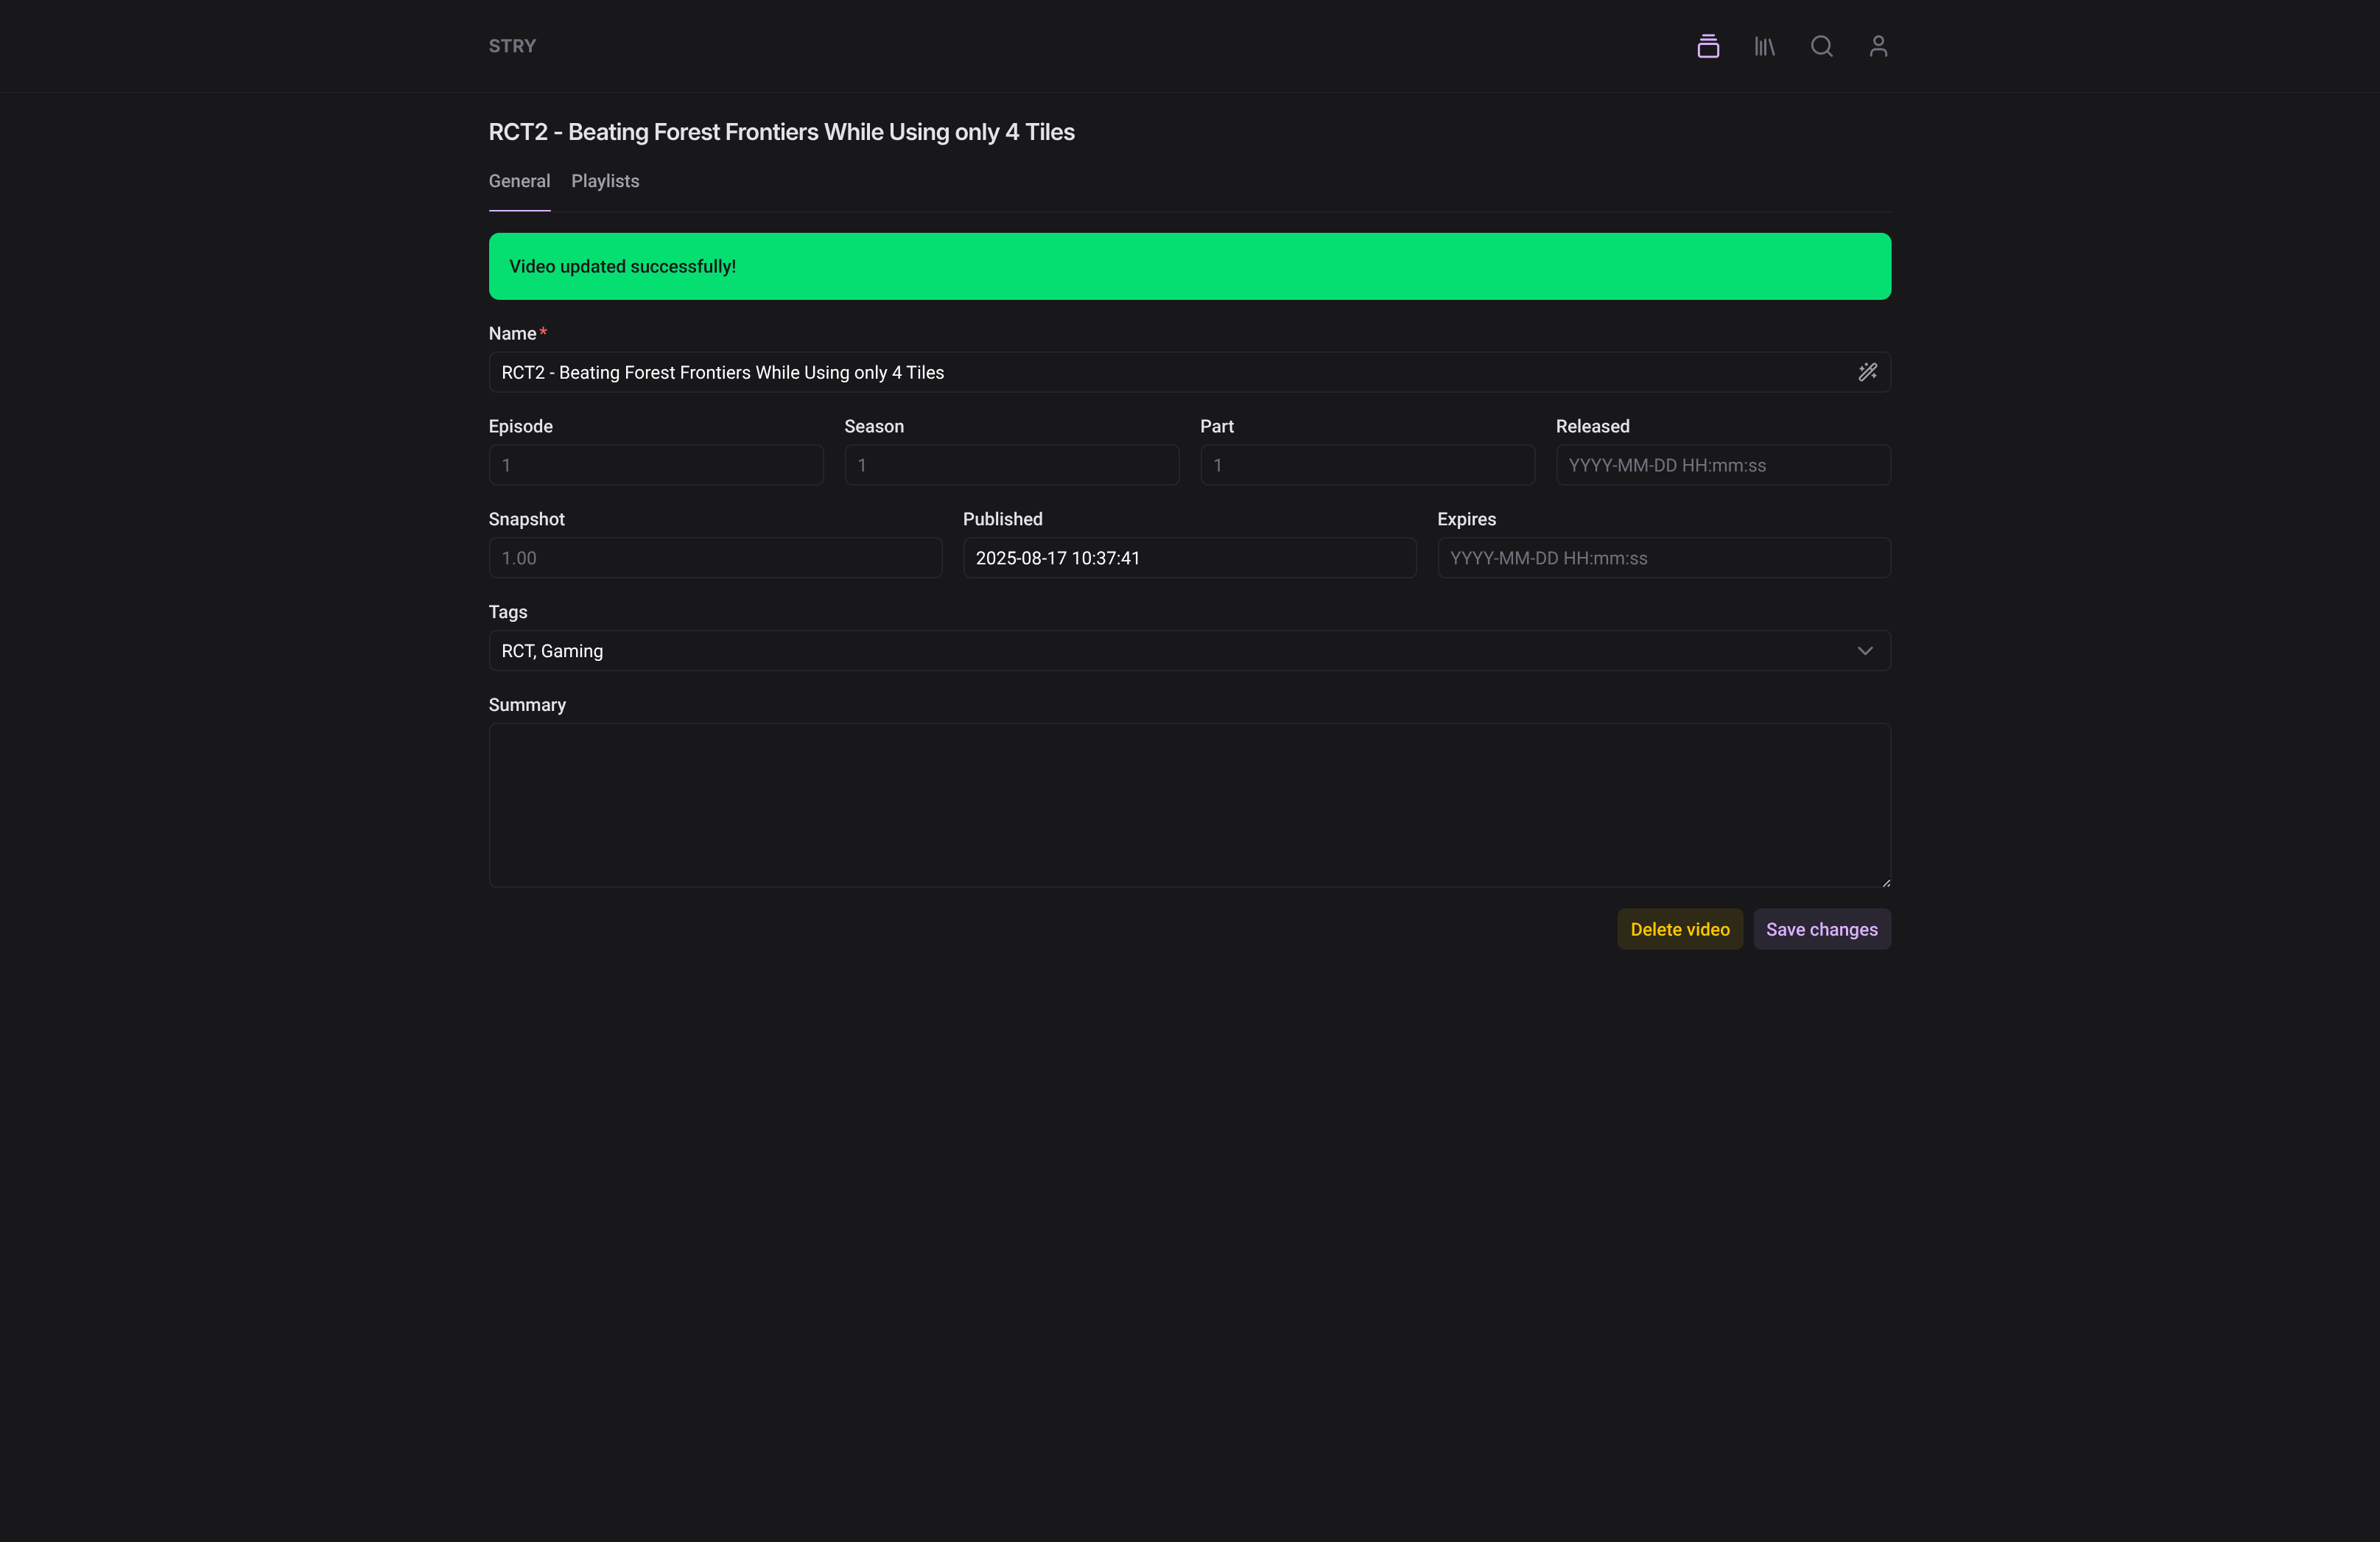 STRY
RCT2 - Beating Forest Frontiers While Using only 4 Tiles
General Playlists
Video updated successfully!
Name*
RCT2 - Beating Forest Frontiers While Using only 4 Tiles
Episode Season Part Released
1 1 1 YYYY-MM-DD HH:mm:ss
Snapshot Published Expires
1.00 2025-08-17 10:37:41 YYYY-MM-DD HH:mm:ss
Tags
RCT, Gaming
Summary
Delete video Save changes